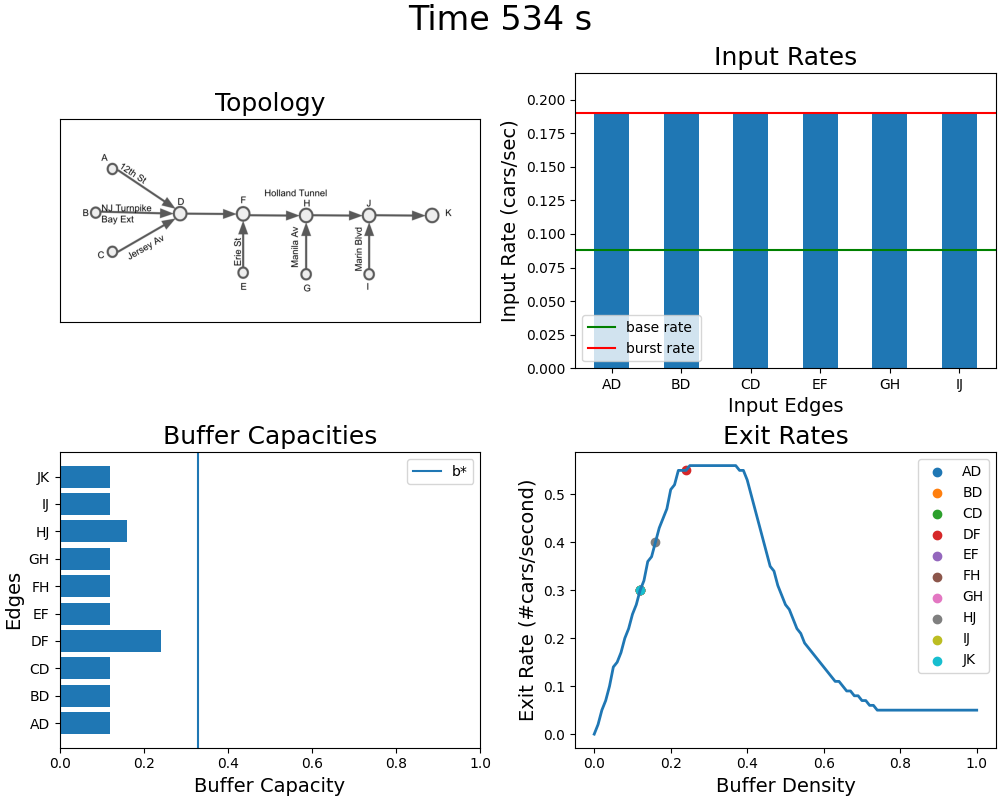 Time 534 s
Topology
A
12th St
B
NJ Turnpike
Bay Ext
D
C
Jersey Av
F
Holland Tunnel
H
J
K
Erie St
Manila Av
Marin Blvd
E
G
I
Input Rates
Input Rate (cars/sec)
0.200
0.175
0.150
0.125
0.100
0.075
0.050
0.025
0.000
base rate
burst rate
AD BD CD EF GH IJ
Input Edges
Buffer Capacities
Edges
b*
JK
IJ
HJ
GH
FH
EF
DF
CD
BD
AD
0.0 0.2 0.4 0.6 0.8 1.0
Buffer Capacity
Exit Rates
Exit Rate (#cars/second)
0.5
0.4
0.3
0.2
0.1
0.0
AD
BD
CD
DF
EF
FH
GH
HJ
IJ
JK
0.0 0.2 0.4 0.6 0.8 1.0
Buffer Density